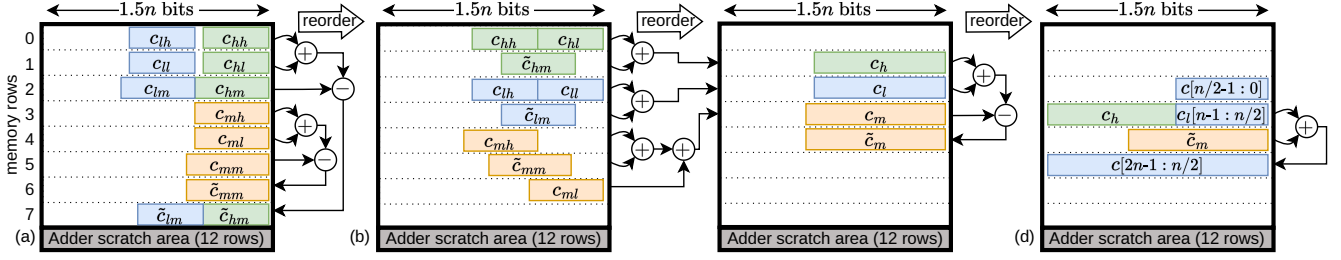 1.5n bits
reorder
1.5n bits
reorder
1.5n bits
reorder
1.5n bits
memory rows
0
1
2
3
4
5
6
7
c_lh c_hh
c_ll c_hl
c_lm c_hm
c_mh
c_ml
c_mm
c̃_mm
c̃_lm c̃_hm
+
−
+
−
(a)
Adder scratch area (12 rows)
c_hh c_hl
c̃_hm
c_lh c_ll
c̃_lm
c_mh
c̃_mm
c_ml
+
+
+ +
(b)
Adder scratch area (12 rows)
c_h
c_l
c_m
c̃_m
+
−
Adder scratch area (12 rows)
c[n/2-1 : 0]
c_h c_l[n-1 : n/2]
c̃_m
c[2n-1 : n/2]
+
(d)
Adder scratch area (12 rows)